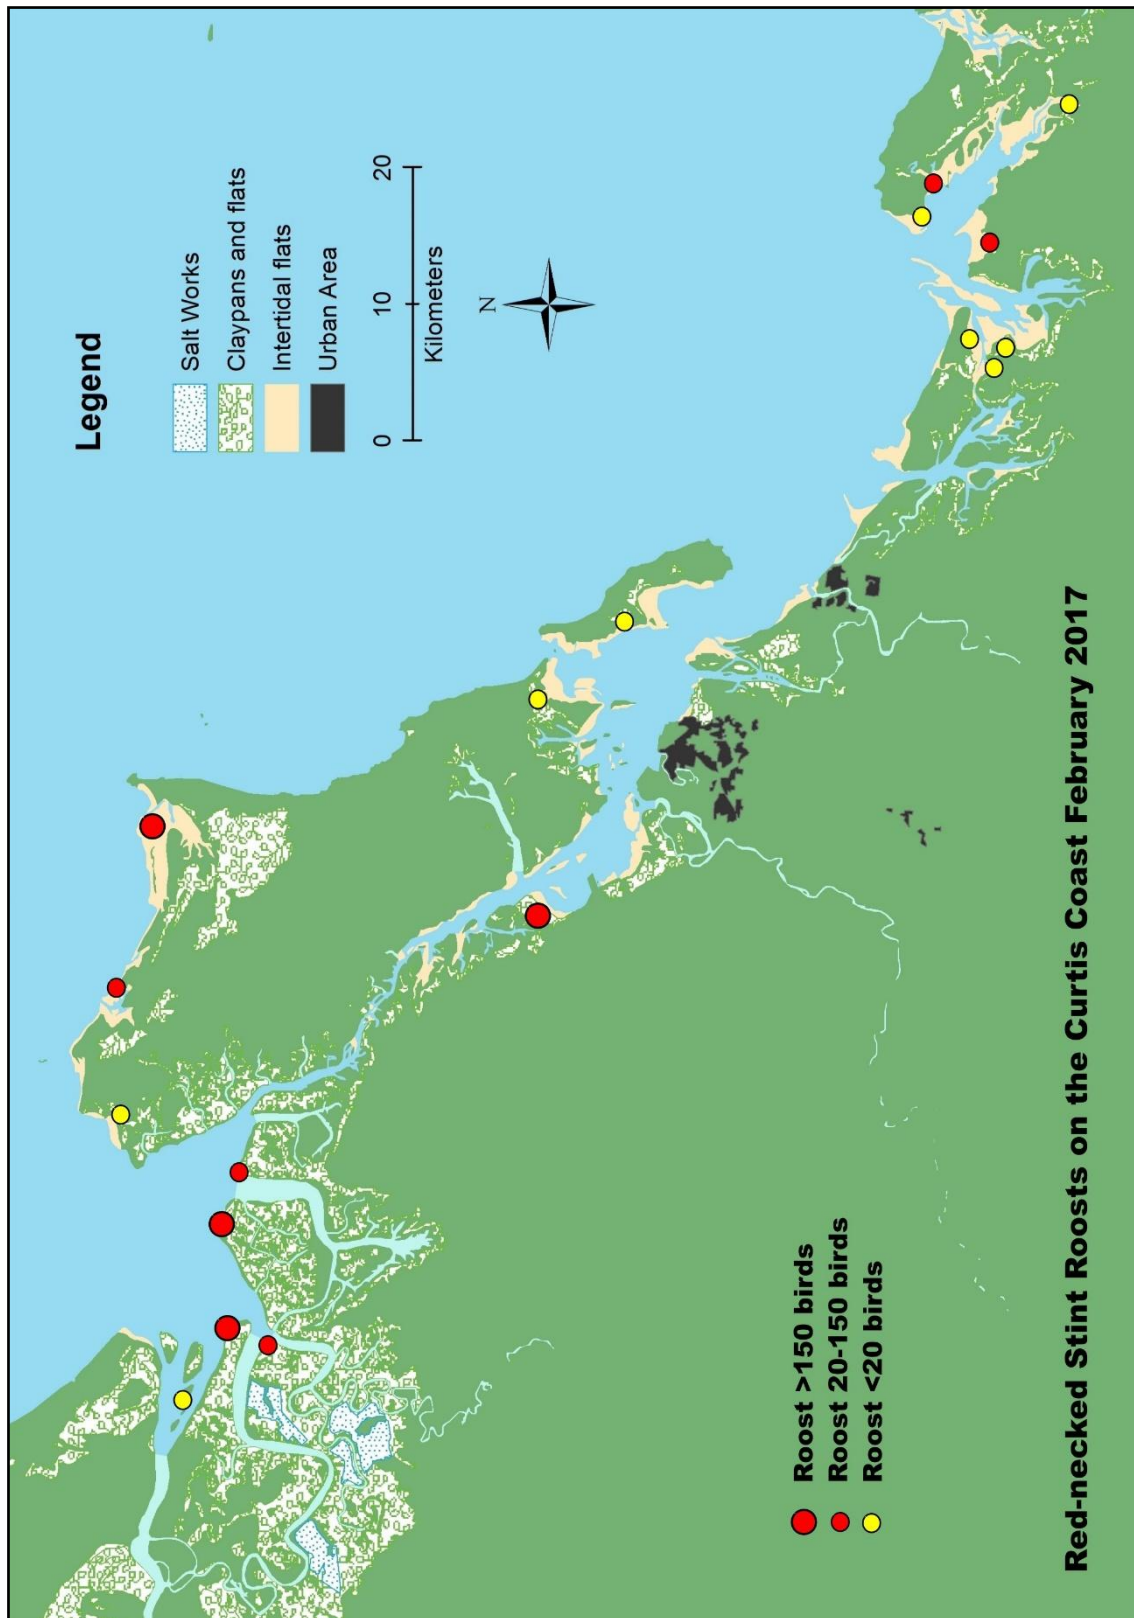 Legend
Salt Works
Claypans and flats
Intertidal flats
Urban Area
0 10 20
Kilometers
N
Roost >150 birds
Roost 20-150 birds
Roost <20 birds
Red-necked Stint Roosts on the Curtis Coast February 2017